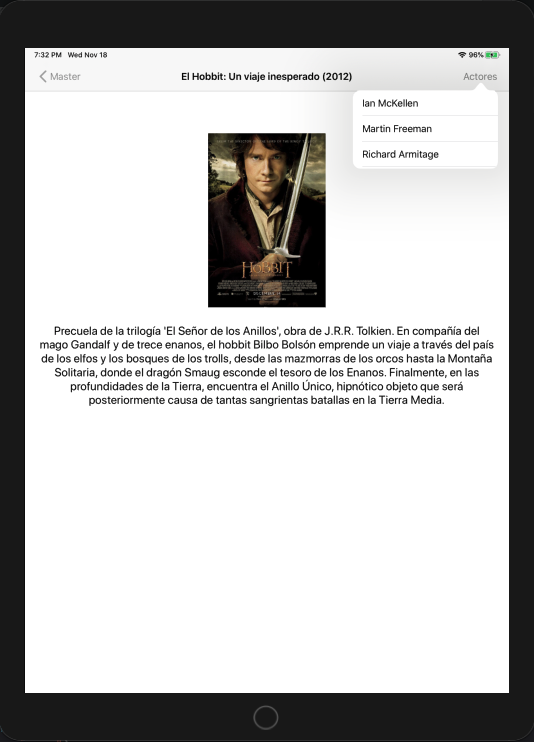 7:32 PM Wed Nov 18
96%
Master
El Hobbit: Un viaje inesperado (2012)
Actores
Ian McKellen
Martin Freeman
Richard Armitage
HOBBIT
Precuela de la trilogía 'El Señor de los Anillos', obra de J.R.R. Tolkien. En compañía del
mago Gandalf y de trece enanos, el hobbit Bilbo Bolsón emprende un viaje a través del país
de los elfos y los bosques de los trolls, desde las mazmorras de los orcos hasta la Montaña
Solitaria, donde el dragón Smaug esconde el tesoro de los Enanos. Finalmente, en las
profundidades de la Tierra, encuentra el Anillo Único, hipnótico objeto que será
posteriormente causa de tantas sangrientas batallas en la Tierra Media.